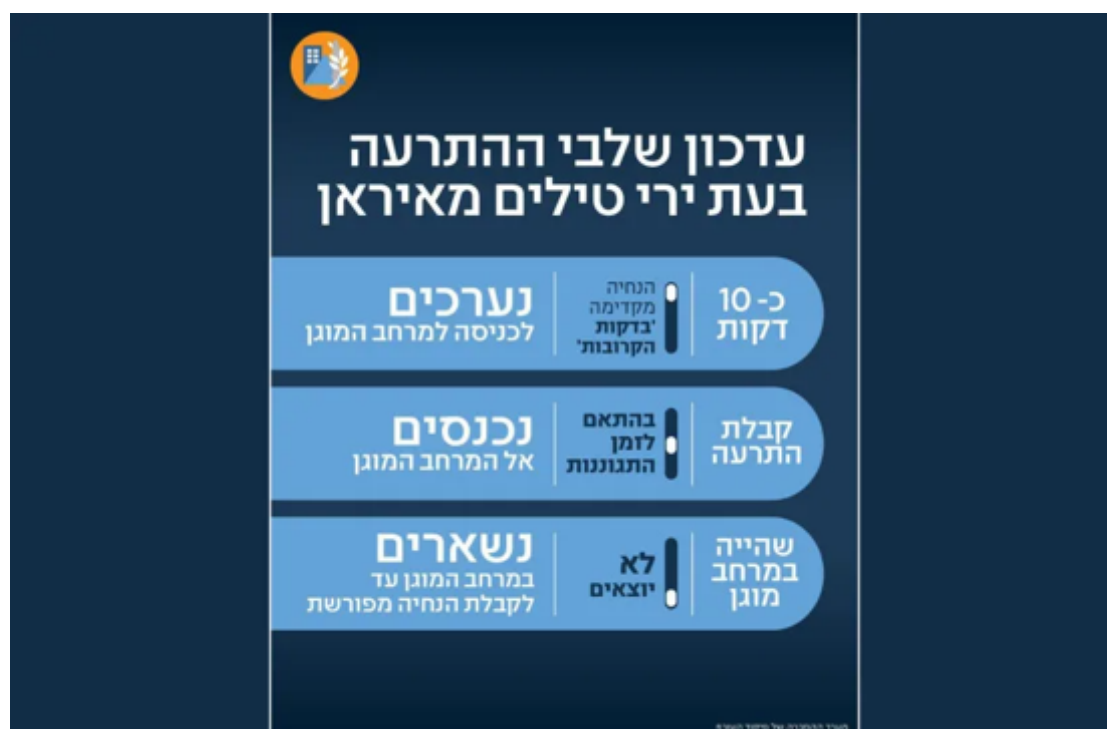 עדכון שלבי ההתרעה
בעת ירי טילים מאיראן
כ- 10
דקות
הנחיה
מקדימה
'בדקות
הקרובות'
נערכים
לכניסה למרחב המוגן
קבלת
התרעה
בהתאם
לזמן
התגוננות
נכנסים
אל המרחב המוגן
שהייה
במרחב
מוגן
לא
יוצאים
נשארים
במרחב המוגן עד
לקבלת הנחיה מפורשת